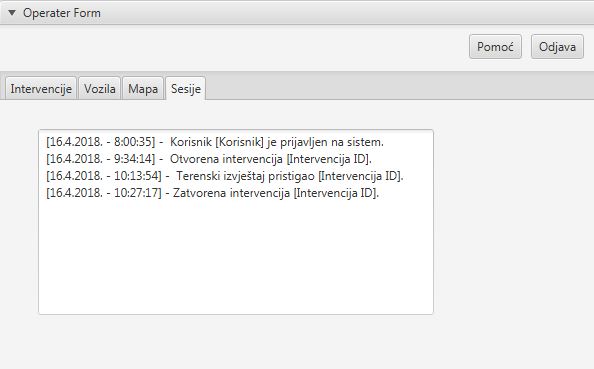 Operater Form
Pomoć Odjava
Intervencije Vozila Mapa Sesije
[16.4.2018. - 8:00:35] - Korisnik [Korisnik] je prijavljen na sistem.
[16.4.2018. - 9:34:14] - Otvorena intervencija [Intervencija ID].
[16.4.2018. - 10:13:54] - Terenski izvještaj pristigao [Intervencija ID].
[16.4.2018. - 10:27:17] - Zatvorena intervencija [Intervencija ID].